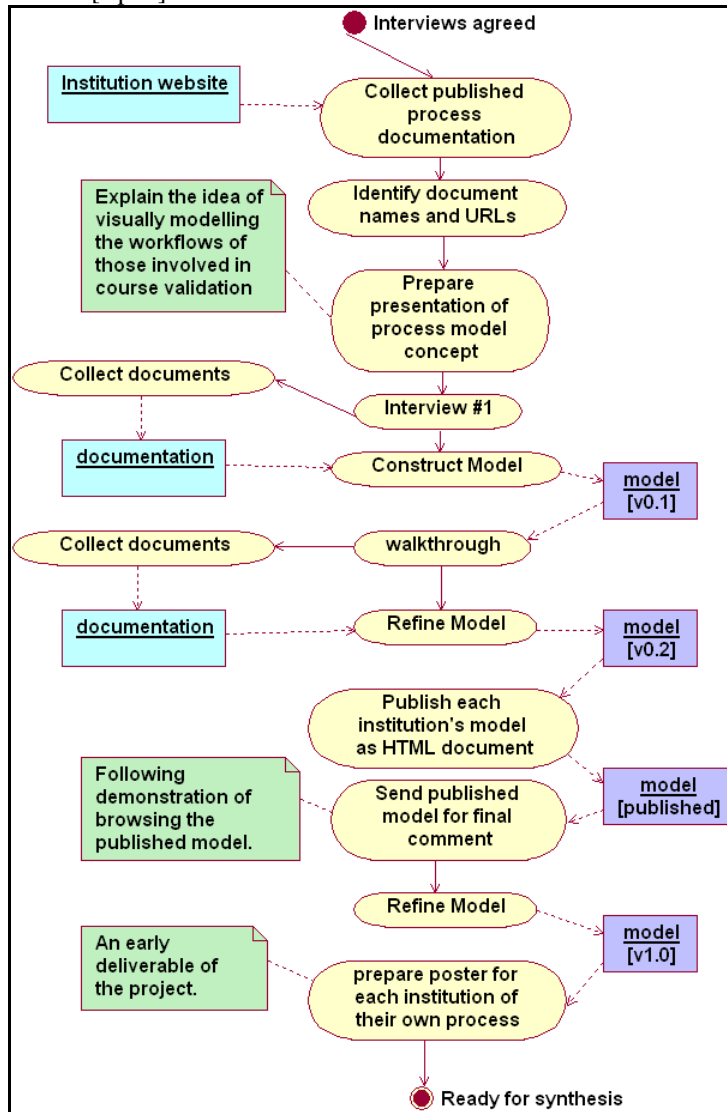 Interviews agreed
Institution website
Collect published
process
documentation
Explain the idea of
visually modelling
the workflows of
those involved in
course validation
Identify document
names and URLs
Prepare
presentation of
process model
concept
Collect documents
Interview #1
documentation
Construct Model
model
[v0.1]
Collect documents
walkthrough
documentation
Refine Model
model
[v0.2]
Publish each
institution's model
as HTML document
Following
demonstration of
browsing the
published model.
Send published
model for final
comment
model
[published]
Refine Model
An early
deliverable of
the project.
model
[v1.0]
prepare poster for
each institution of
their own process
Ready for synthesis